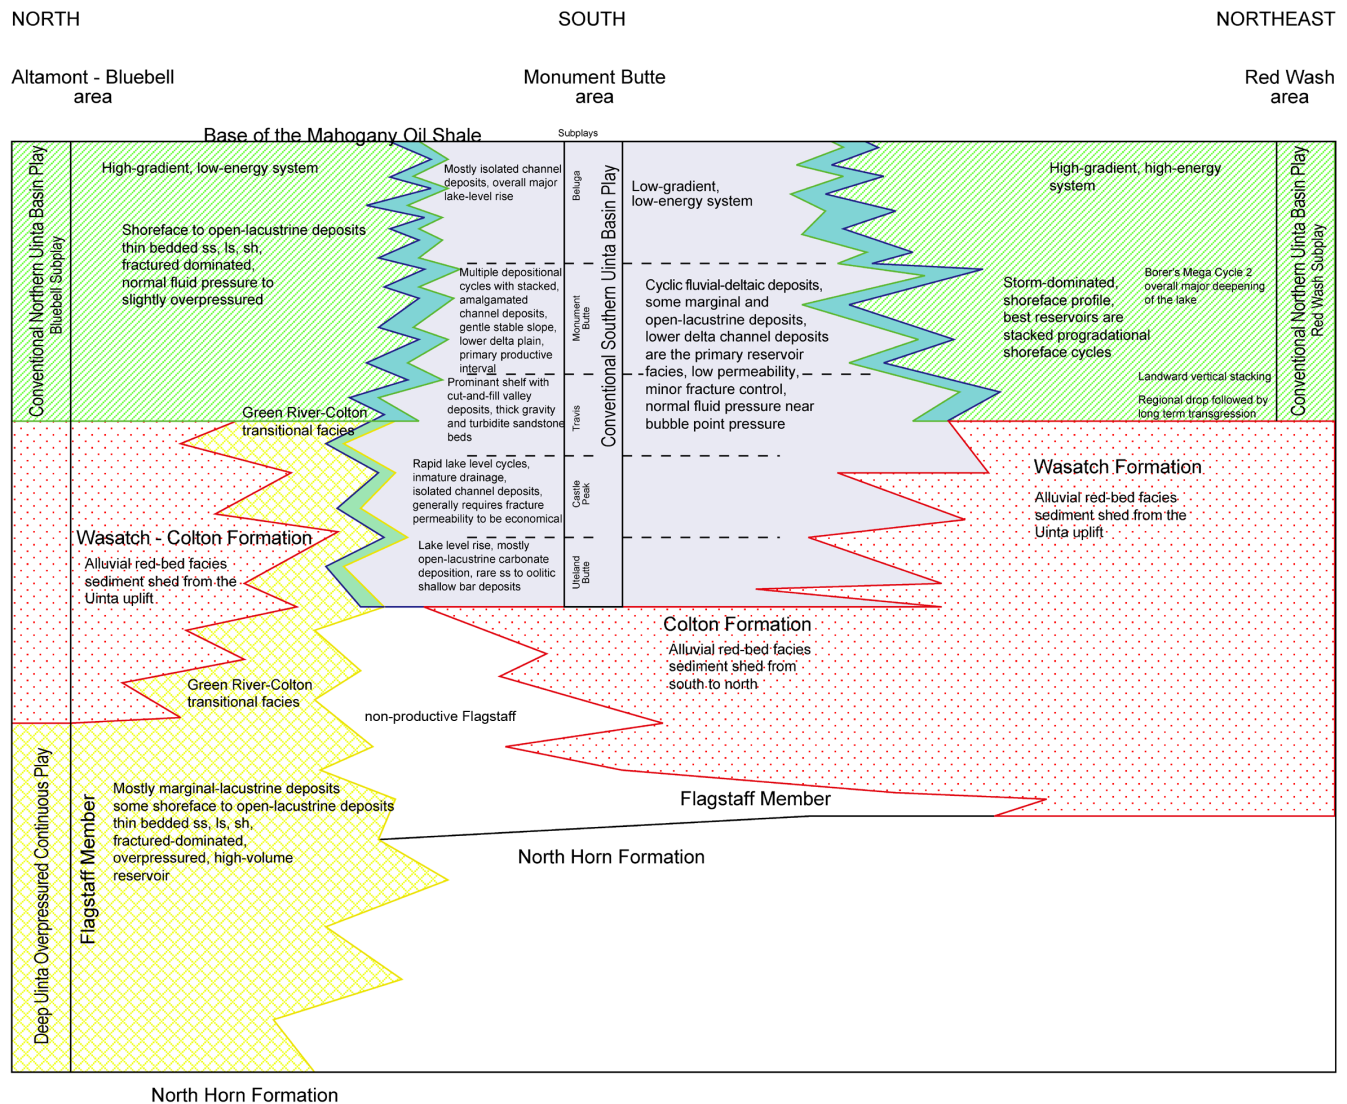 NORTH
SOUTH
NORTHEAST
Altamont - Bluebell
area
Monument Butte
area
Red Wash
area
Base of the Mahogany Oil Shale
Subplays
Conventional Northern Uinta Basin Play
Bluebell Subplay
High-gradient, low-energy system
Shoreface to open-lacustrine deposits
thin bedded ss, ls, sh,
fractured dominated,
normal fluid pressure to
slightly overpressured
Green River-Colton
transitional facies
Mostly isolated channel
deposits, overall major
lake-level rise
Multiple depositional
cycles with stacked,
amalgamated
channel deposits,
gentle stable slope,
lower delta plain,
primary productive
interval
Prominant shelf with
cut-and-fill valley
deposits, thick gravity
and turbidite sandstone
beds
Rapid lake level cycles,
inmature drainage,
isolated channel deposits,
generally requires fracture
permeability to be economical
Lake level rise, mostly
open-lacustrine carbonate
deposition, rare ss to oolitic
shallow bar deposits
Beluga
Monument
Butte
Travis
Castle
Peak
Uteland
Butte
Conventional Southern Uinta Basin Play
Low-gradient,
low-energy system
Cyclic fluvial-deltaic deposits,
some marginal and
open-lacustrine deposits,
lower delta channel deposits
are the primary reservoir
facies, low permeability,
minor fracture control,
normal fluid pressure near
bubble point pressure
High-gradient, high-energy
system
Storm-dominated,
shoreface profile,
best reservoirs are
stacked progradational
shoreface cycles
Borer's Mega Cycle 2
overall major deepening
of the lake
Landward vertical stacking
Regional drop followed by
long term transgression
Conventional Northern Uinta Basin Play
Red Wash Subplay
Wasatch - Colton Formation
Alluvial red-bed facies
sediment shed from the
Uinta uplift
Wasatch Formation
Alluvial red-bed facies
sediment shed from the
Uinta uplift
Colton Formation
Alluvial red-bed facies
sediment shed from
south to north
Green River-Colton
transitional facies
non-productive Flagstaff
Deep Uinta Overpressured Continuous Play
Flagstaff Member
Mostly marginal-lacustrine deposits
some shoreface to open-lacustrine deposits
thin bedded ss, ls, sh,
fractured-dominated,
overpressured, high-volume
reservoir
Flagstaff Member
North Horn Formation
North Horn Formation